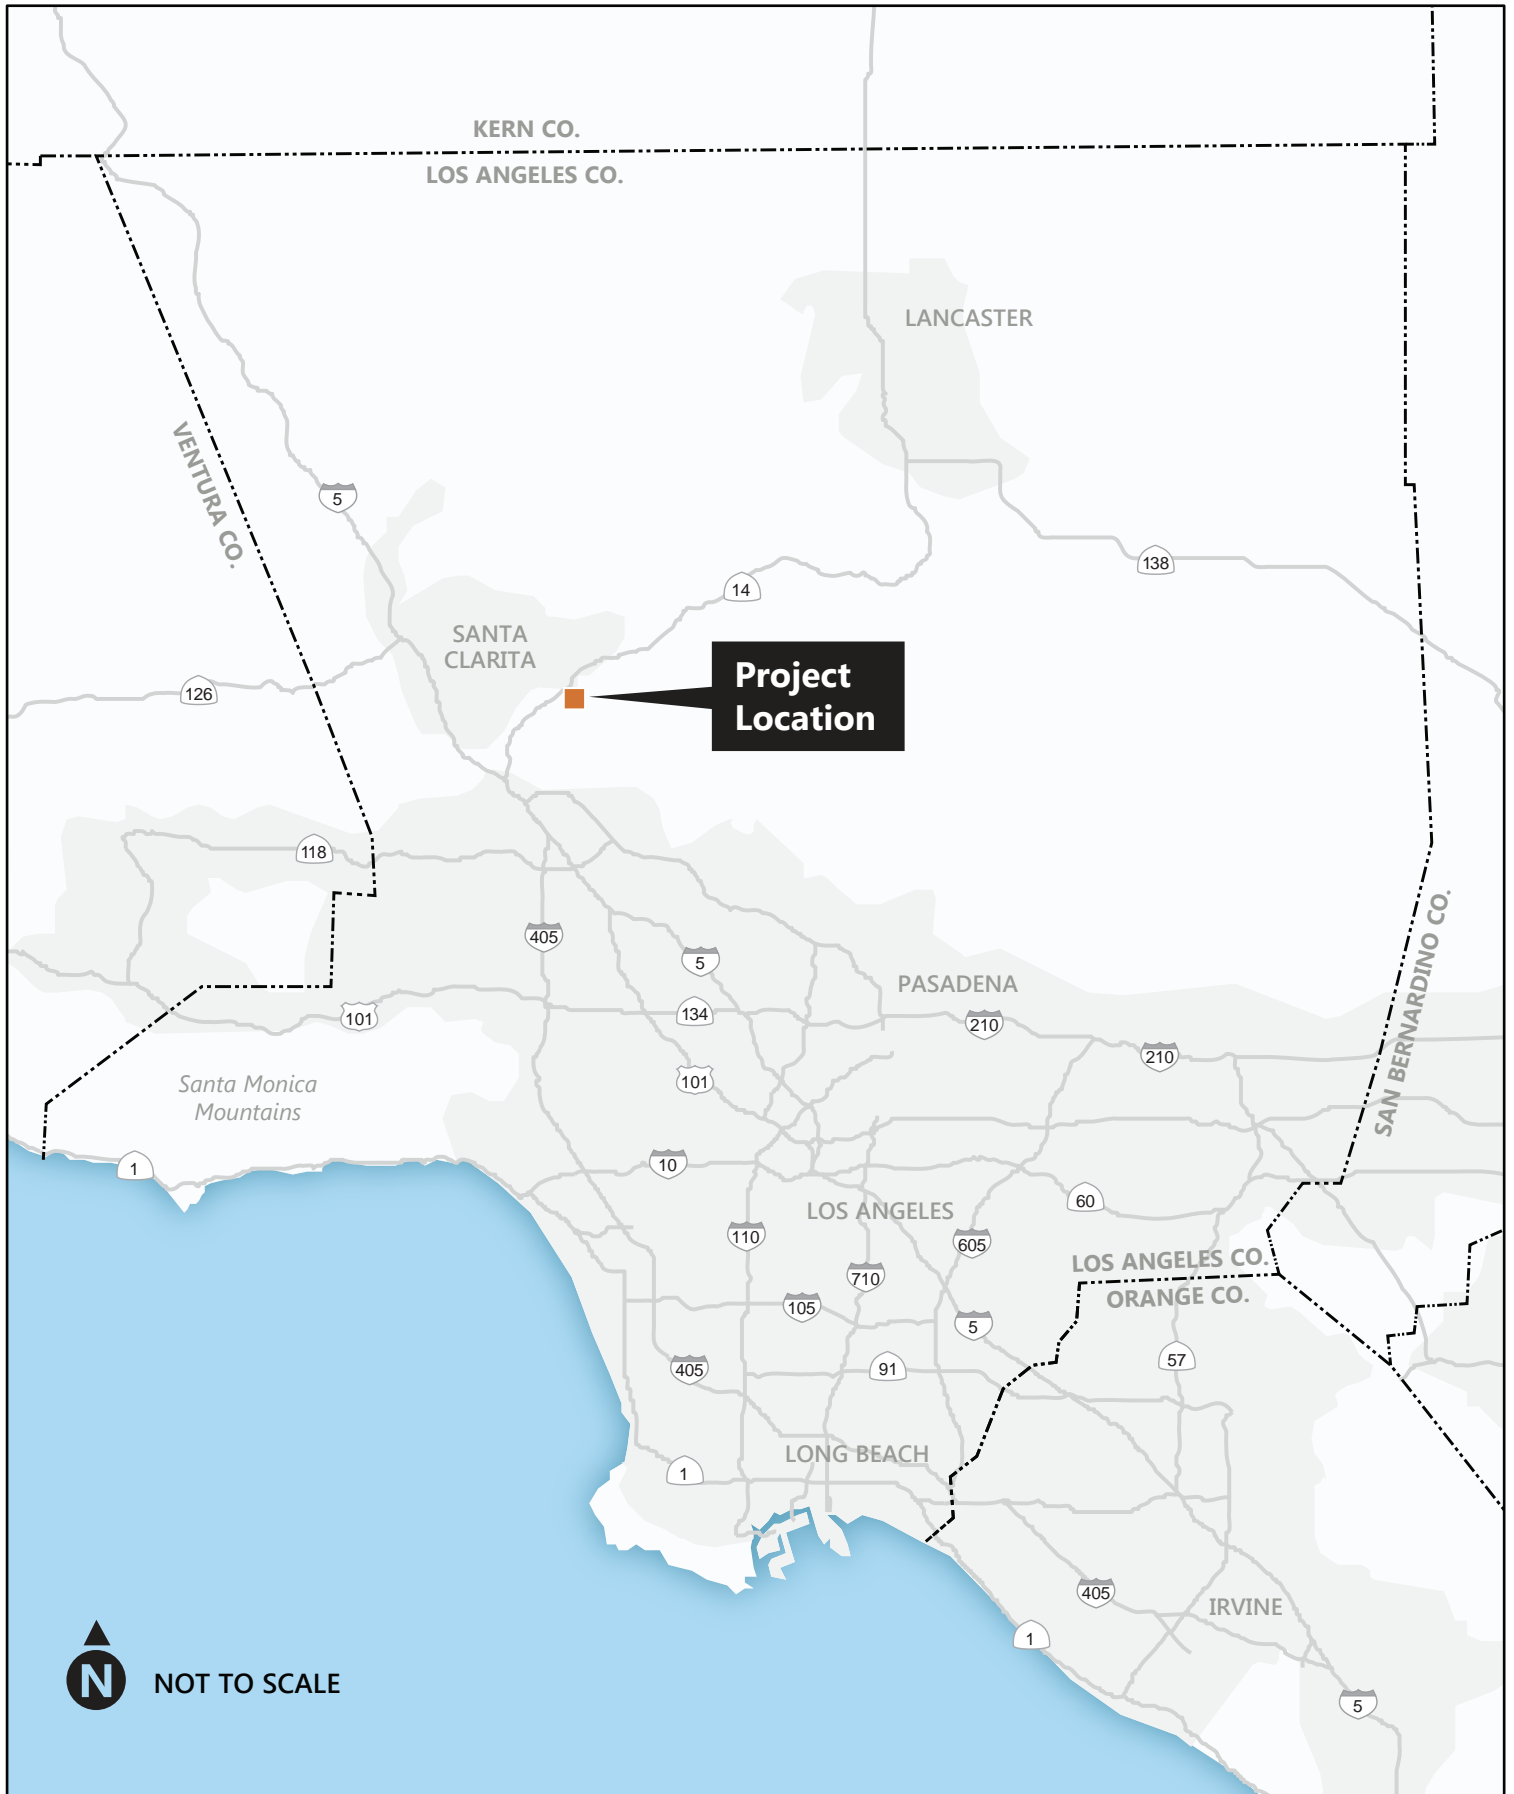 KERN CO.
LOS ANGELES CO.
LANCASTER
VENTURA CO.
5
138
14
SANTA
CLARITA
Project
Location
126
118
405
5
PASADENA
SAN BERNARDINO CO.
101
134
210
210
101
Santa Monica
Mountains
1
10
60
LOS ANGELES
110
605
LOS ANGELES CO.
710
ORANGE CO.
105
5
57
405
91
LONG BEACH
1
405
IRVINE
1
N
NOT TO SCALE
5